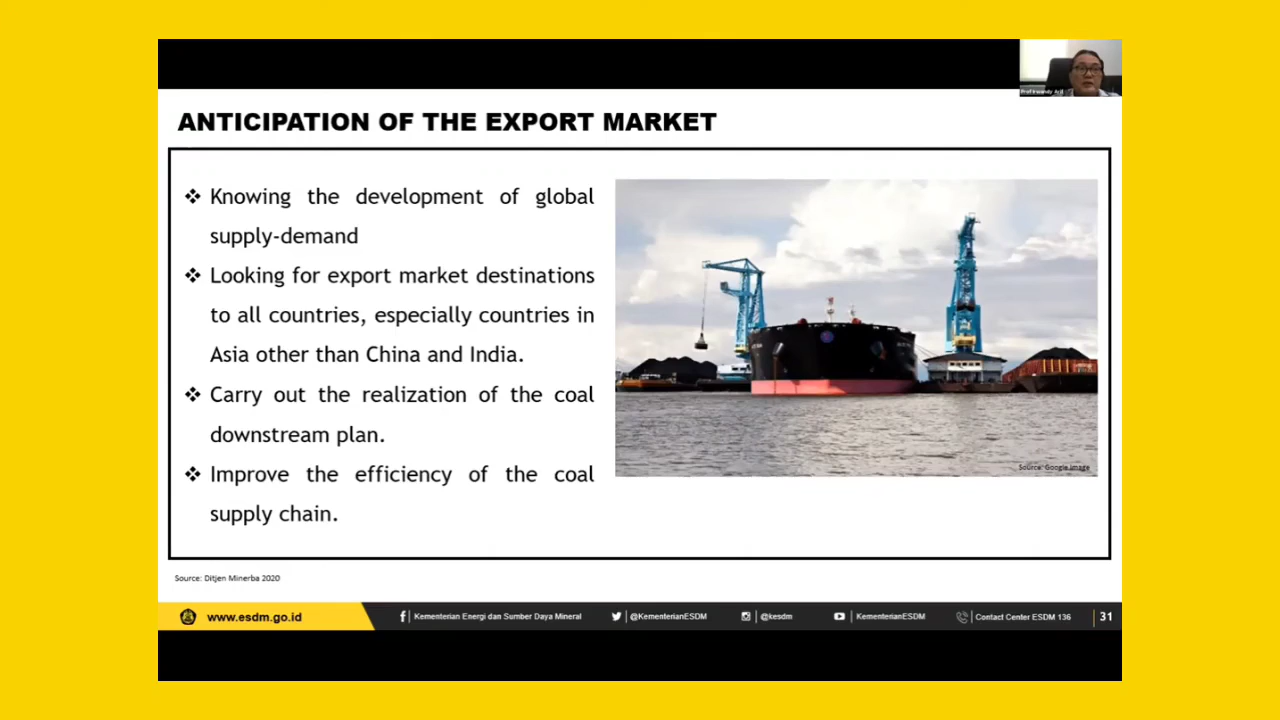 Prof Irwandy Arif
ANTICIPATION OF THE EXPORT MARKET
❖ Knowing the development of global
supply-demand
❖ Looking for export market destinations
to all countries, especially countries in
Asia other than China and India.
❖ Carry out the realization of the coal
downstream plan.
❖ Improve the efficiency of the coal
supply chain.
Source: Google Image
Source: Ditjen Minerba 2020
www.esdm.go.id
Kementerian Energi dan Sumber Daya Mineral
@KementerianESDM
@kesdm
KementerianESDM
Contact Center ESDM 136
31